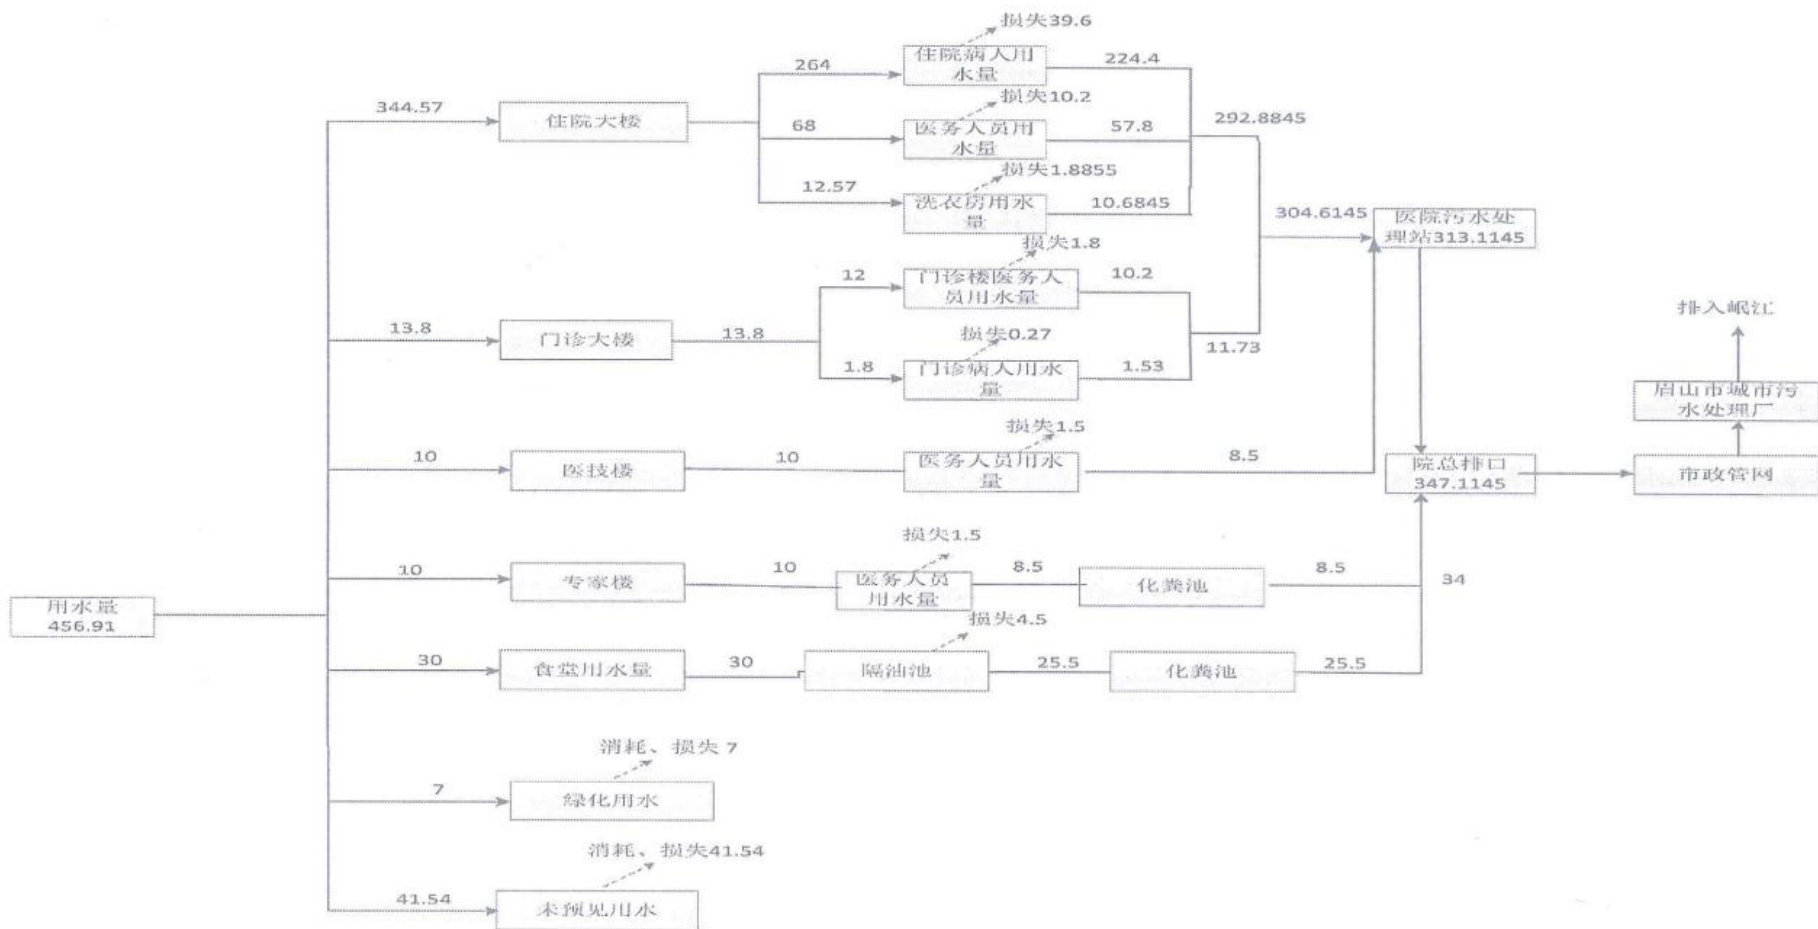 损失39.6
264
住院病人用
水量
224.4
344.57
住院大楼
损失10.2
68
医务人员用
水量
57.8
292.8845
损失1.8855
12.57
洗衣房用水
量
10.6845
304.6145
医院污水处
理站313.1145
损失1.8
12
门诊楼医务人
员用水量
10.2
13.8
门诊大楼
13.8
损失0.27
11.73
1.8
门诊病人用水
量
1.53
排入岷江
眉山市城市污
水处理厂
损失1.5
10
医技楼
10
医务人员用水
量
8.5
院总排口
347.1145
市政管网
损失1.5
10
专家楼
10
医务人员
用水量
8.5
化粪池
8.5
34
用水量
456.91
损失4.5
30
食堂用水量
30
隔油池
25.5
化粪池
25.5
消耗、损失 7
7
绿化用水
消耗、损失41.54
41.54
未预见用水